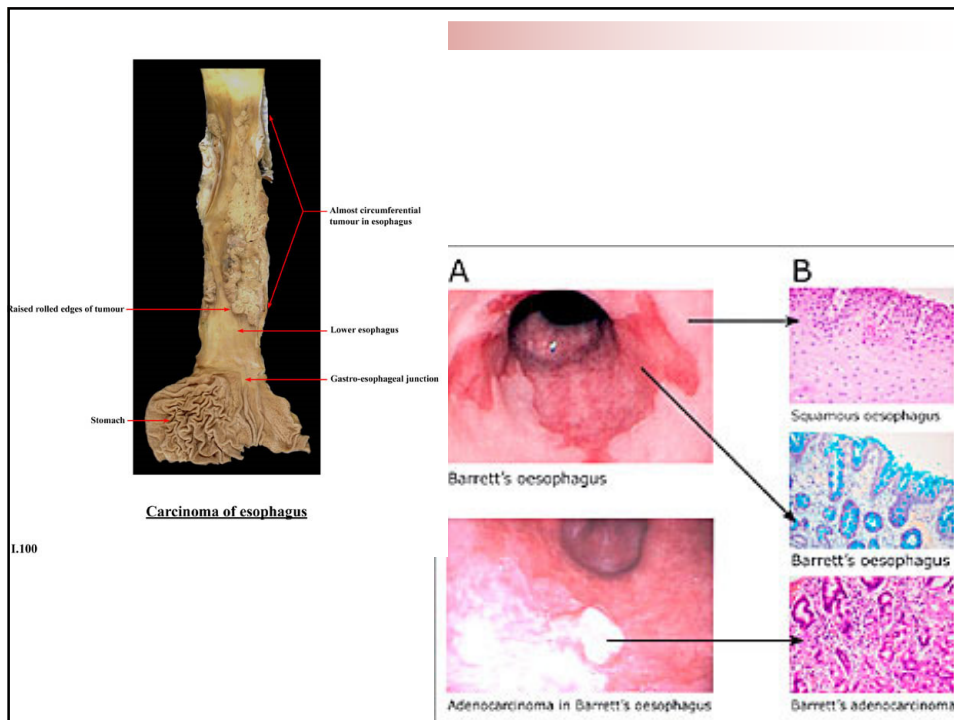 Almost circumferential
tumour in esophagus
Raised rolled edges of tumour
Lower esophagus
Gastro-esophageal junction
Stomach
Carcinoma of esophagus
I.100
A
B
Squamous oesophagus
Barrett's oesophagus
Barrett's oesophagus
Adenocarcinoma in Barrett's oesophagus
Barrett's adenocarcinoma